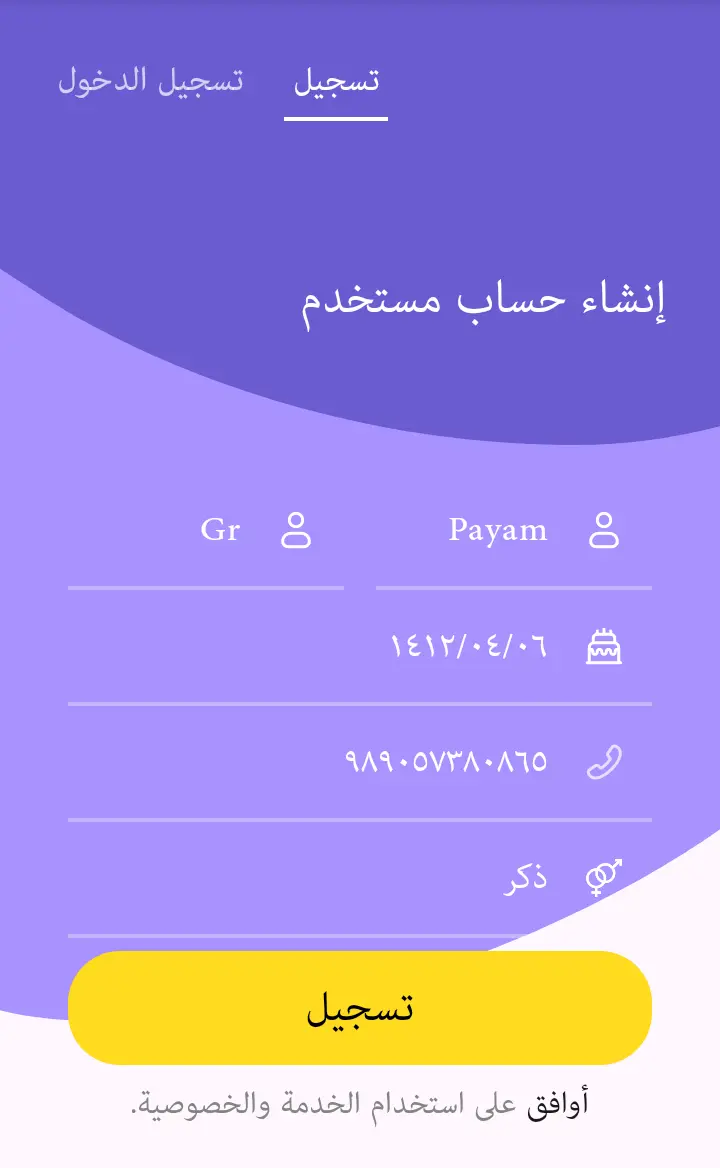 تسجيل تسجيل الدخول
إنشاء حساب مستخدم
Payam Gr
١٤١٢/٠٤/٠٦
٩٨٩٠٥٧٣٨٠٨٦٥
ذكر
تسجيل
أوافق على استخدام الخدمة والخصوصية.